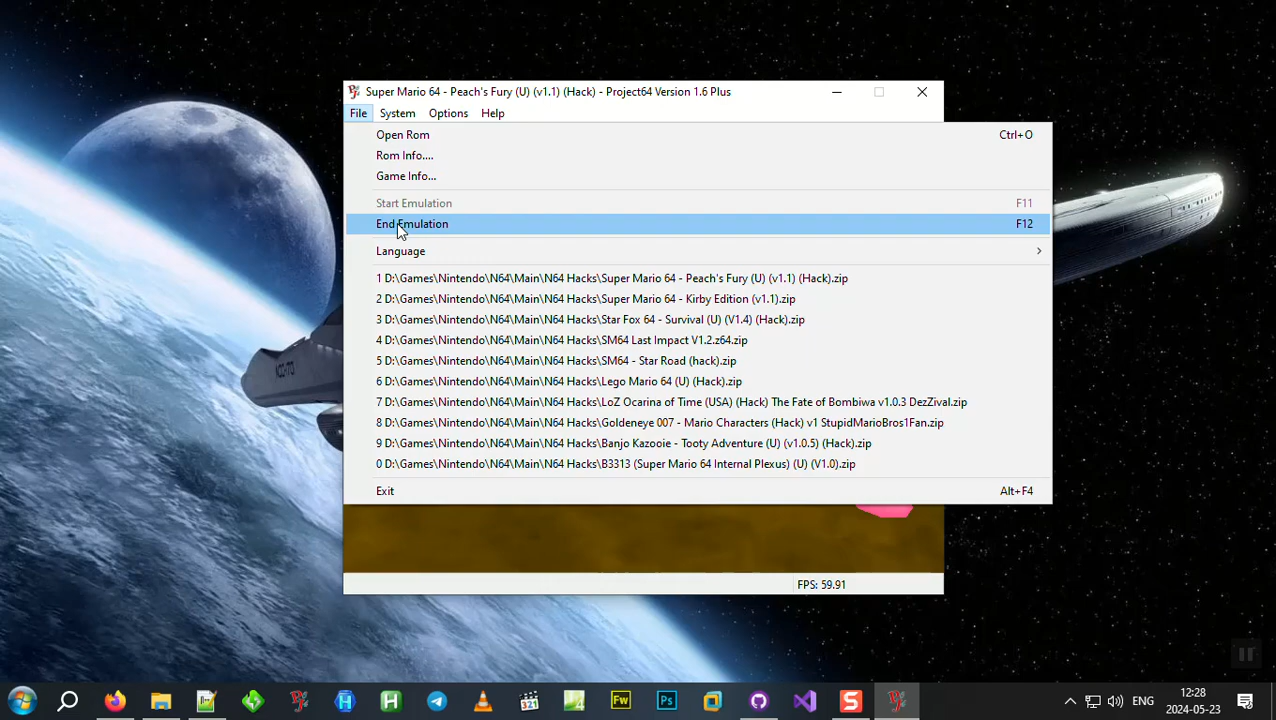 Super Mario 64 - Peach's Fury (U) (v1.1) (Hack) - Project64 Version 1.6 Plus
File System Options Help
Open Rom Ctrl+O
Rom Info....
Game Info...
Start Emulation F11
End Emulation F12
Language
1 D:\Games\Nintendo\N64\Main\N64 Hacks\Super Mario 64 - Peach's Fury (U) (v1.1) (Hack).zip
2 D:\Games\Nintendo\N64\Main\N64 Hacks\Super Mario 64 - Kirby Edition (v1.1).zip
3 D:\Games\Nintendo\N64\Main\N64 Hacks\Star Fox 64 - Survival (U) (V1.4) (Hack).zip
4 D:\Games\Nintendo\N64\Main\N64 Hacks\SM64 Last Impact V1.2.z64.zip
5 D:\Games\Nintendo\N64\Main\N64 Hacks\SM64 - Star Road (hack).zip
6 D:\Games\Nintendo\N64\Main\N64 Hacks\Lego Mario 64 (U) (Hack).zip
7 D:\Games\Nintendo\N64\Main\N64 Hacks\LoZ Ocarina of Time (USA) (Hack) The Fate of Bombiwa v1.0.3 DezZival.zip
8 D:\Games\Nintendo\N64\Main\N64 Hacks\Goldeneye 007 - Mario Characters (Hack) v1 StupidMarioBros1Fan.zip
9 D:\Games\Nintendo\N64\Main\N64 Hacks\Banjo Kazooie - Tooty Adventure (U) (v1.0.5) (Hack).zip
0 D:\Games\Nintendo\N64\Main\N64 Hacks\B3313 (Super Mario 64 Internal Plexus) (U) (V1.0).zip
Exit Alt+F4
FPS: 59.91
321
4
Fw
Ps
S
ENG
12:28
2024-05-23